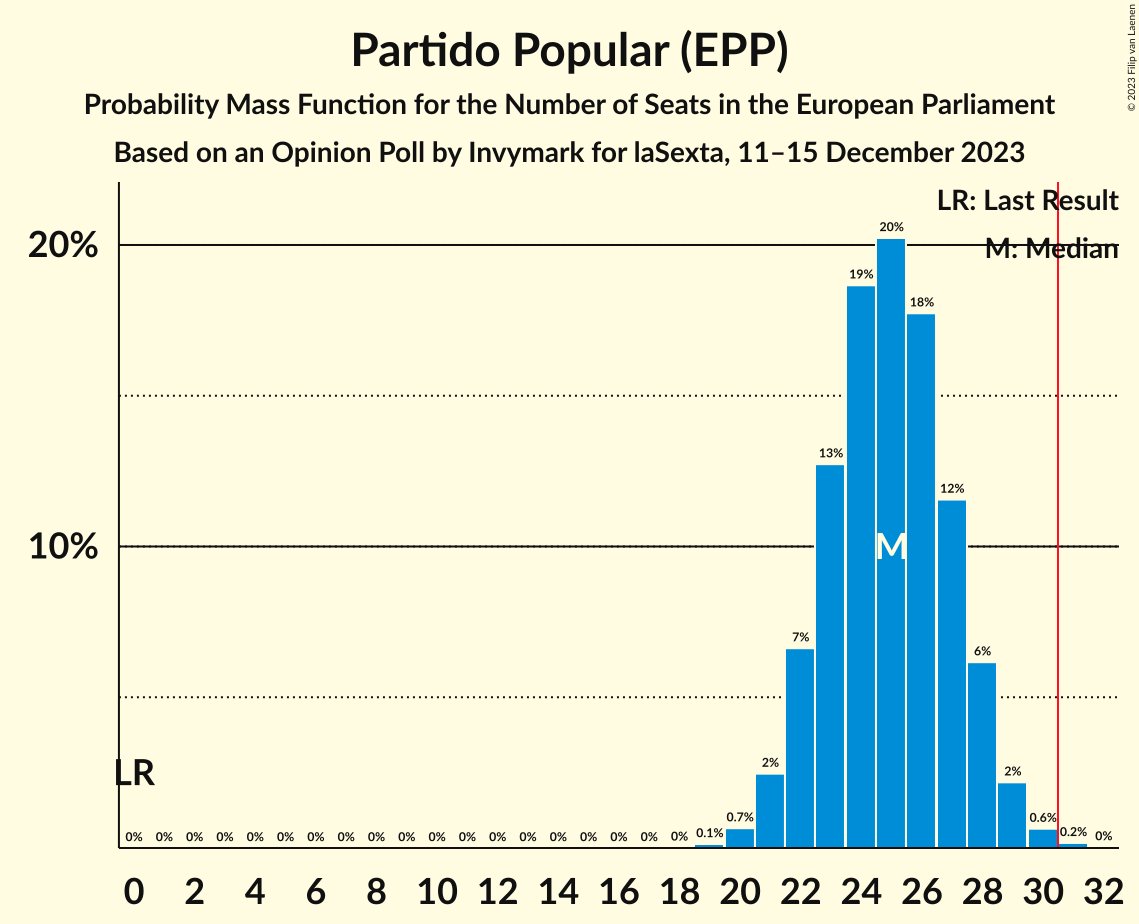 Partido Popular (EPP)
Probability Mass Function for the Number of Seats in the European Parliament
Based on an Opinion Poll by Invymark for laSexta, 11–15 December 2023
© 2023 Filip van Laenen
LR: Last Result
M: Median
20%
10%
20%
19%
18%
13%
12%
7%
6%
2%
2%
0.7%
0.6%
0.1%
0.2%
M
LR
0% 0% 0% 0% 0% 0% 0% 0% 0% 0% 0% 0% 0% 0% 0% 0% 0% 0% 0% 0%
0 2 4 6 8 10 12 14 16 18 20 22 24 26 28 30 32